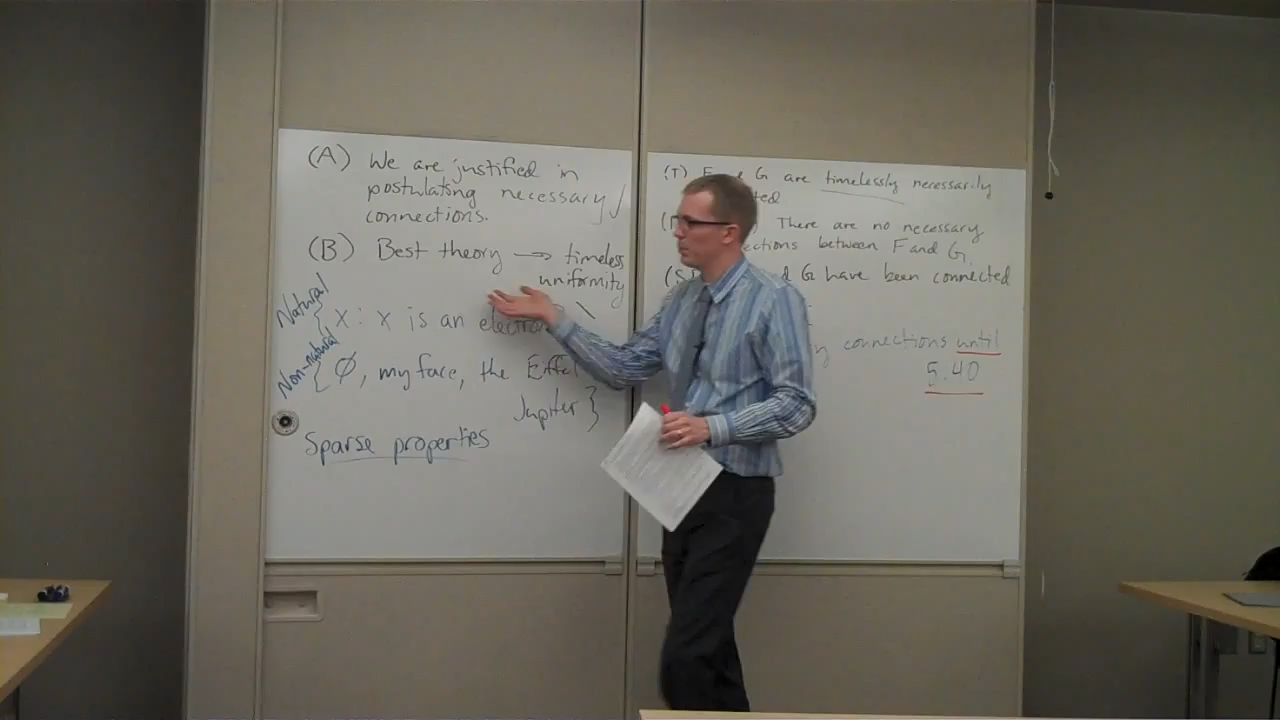 (A) We are justified in
postulating necessary
connections.
(B) Best theory → timeless
uniformity
Natural
{x: x is an electron}
Non-natural
{Ø, my face, the Eiffel
Jupiter}
Sparse properties
(T) F G are timelessly necessarily
There are no necessary
between F and G.
G have been connected
connections until
5.40